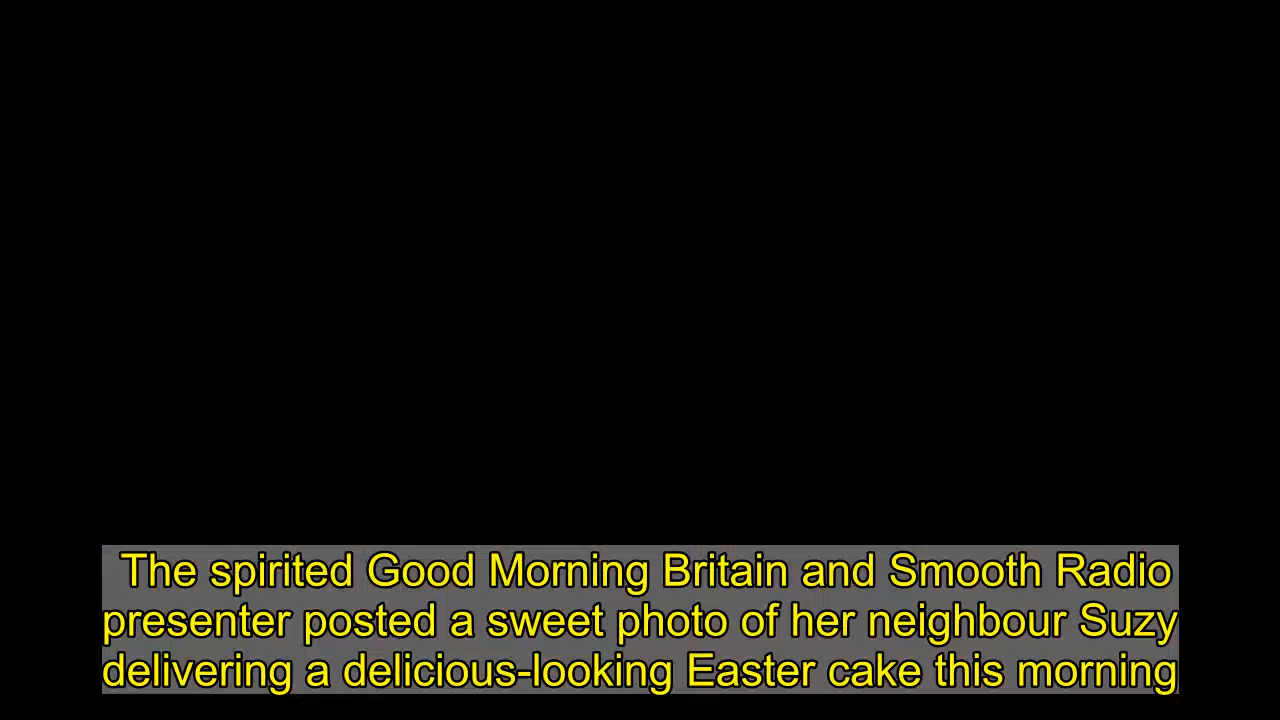 The spirited Good Morning Britain and Smooth Radio
presenter posted a sweet photo of her neighbour Suzy
delivering a delicious-looking Easter cake this morning